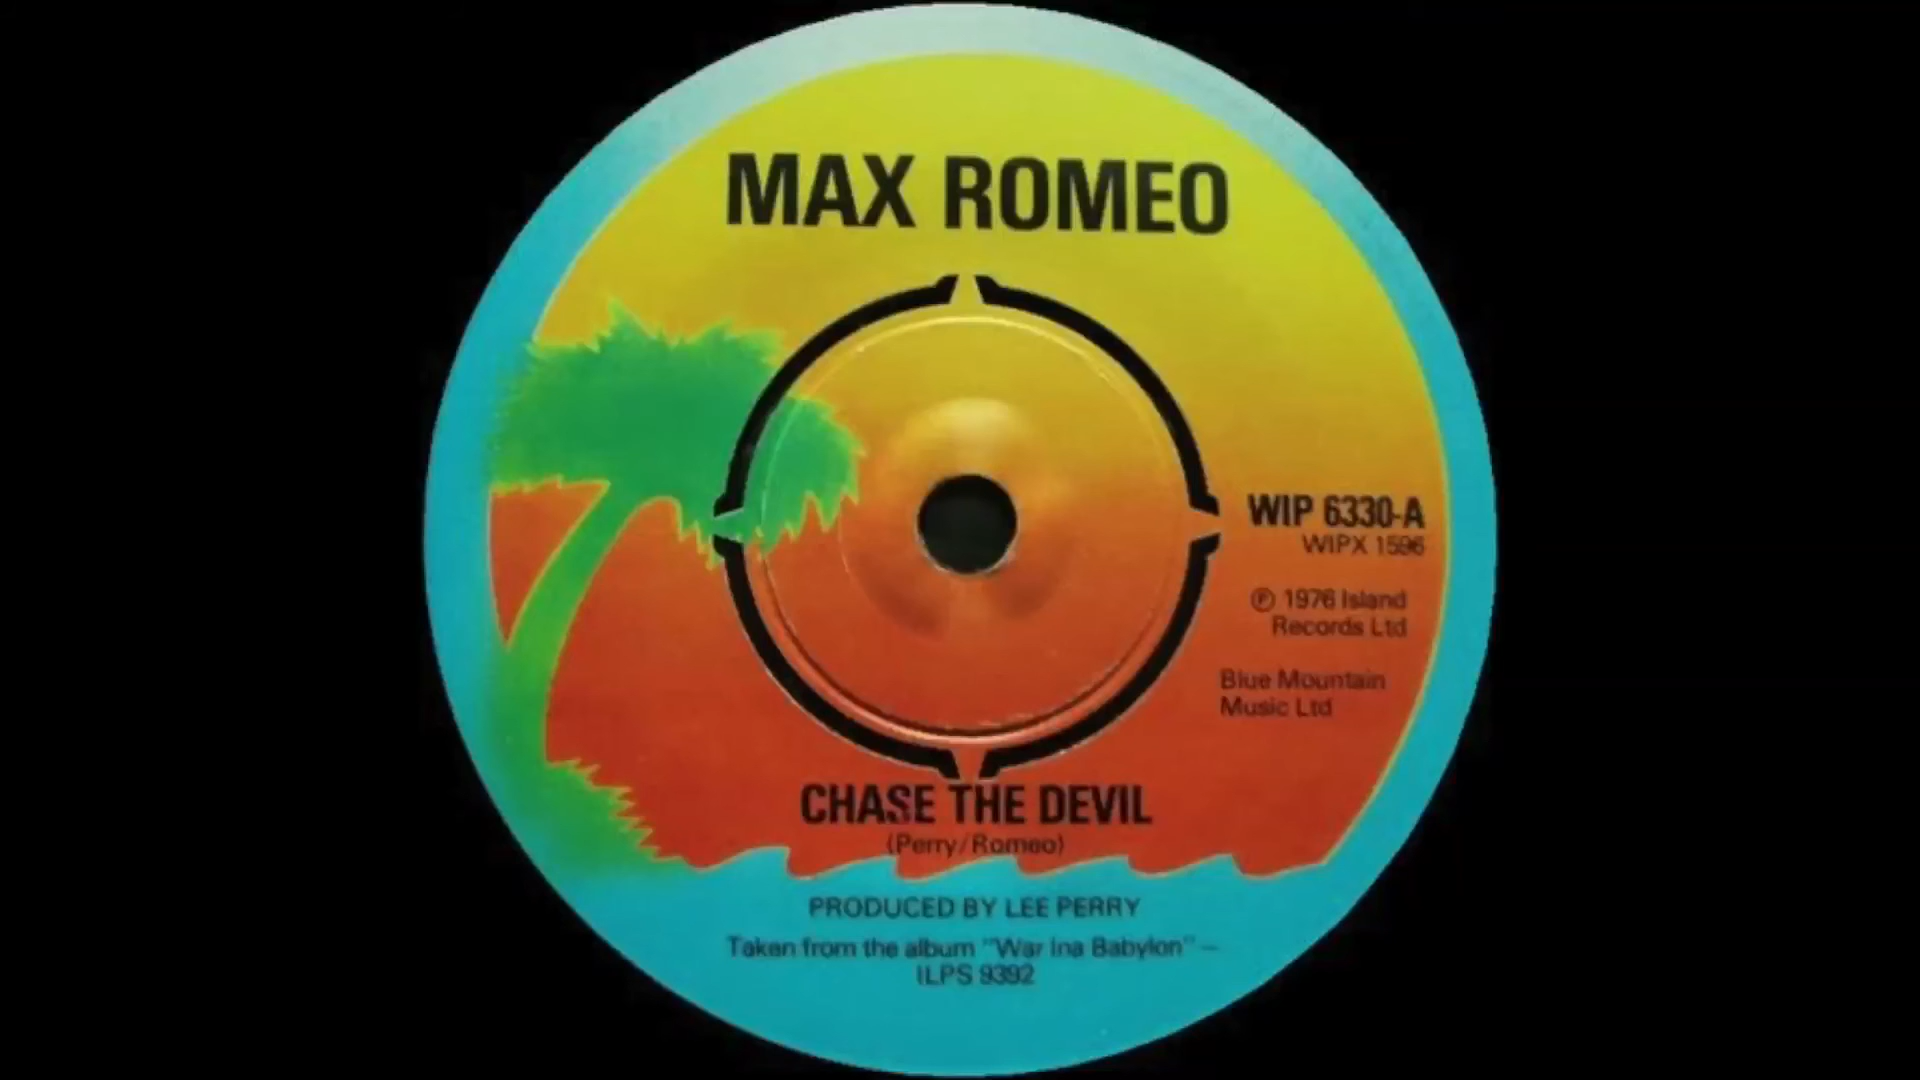 MAX ROMEO
WIP 6330-A
WIPX 1596
℗ 1976 Island
Records Ltd
Blue Mountain
Music Ltd
CHASE THE DEVIL
(Perry/Romeo)
PRODUCED BY LEE PERRY
Taken from the album "War Ina Babylon" –
ILPS 9392